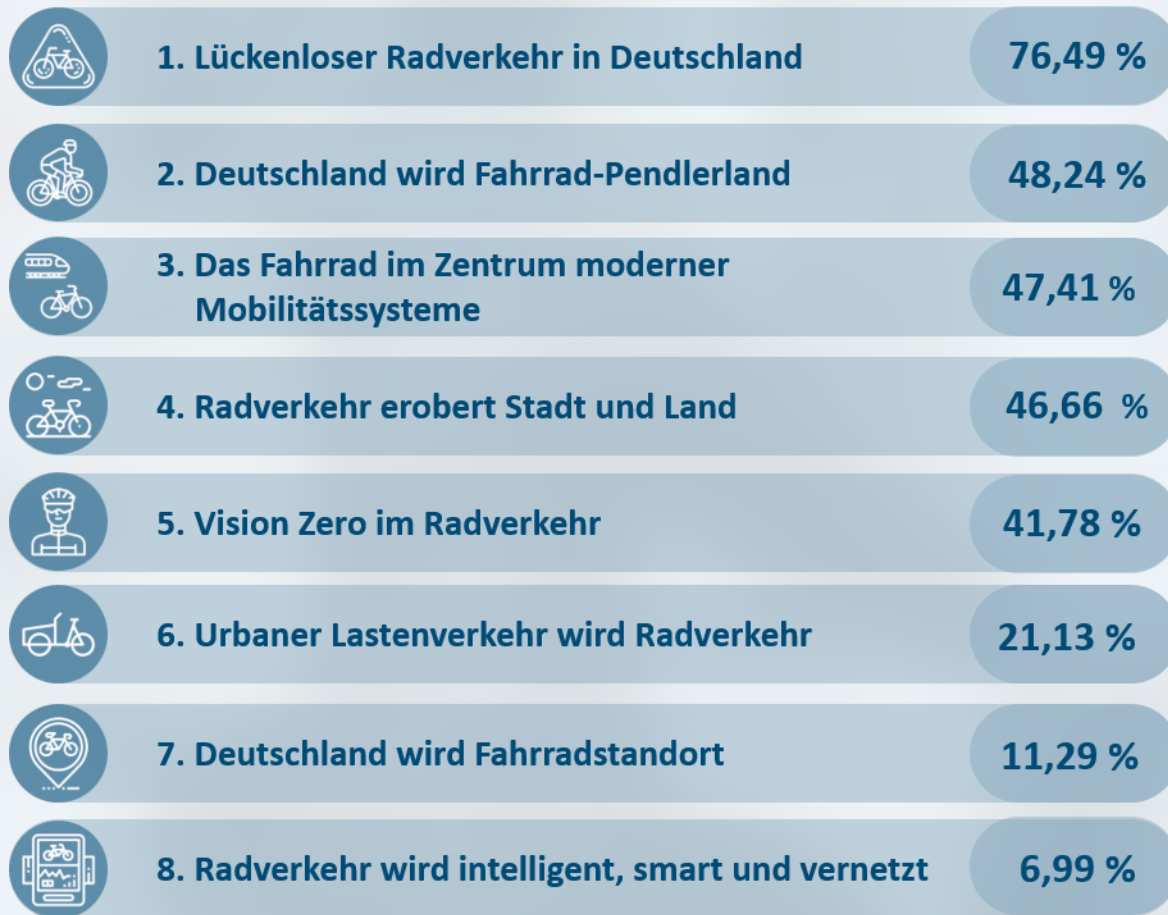 1. Lückenloser Radverkehr in Deutschland 76,49 %
2. Deutschland wird Fahrrad-Pendlerland 48,24 %
3. Das Fahrrad im Zentrum moderner
Mobilitätssysteme 47,41 %
4. Radverkehr erobert Stadt und Land 46,66 %
5. Vision Zero im Radverkehr 41,78 %
6. Urbaner Lastenverkehr wird Radverkehr 21,13 %
7. Deutschland wird Fahrradstandort 11,29 %
8. Radverkehr wird intelligent, smart und vernetzt 6,99 %